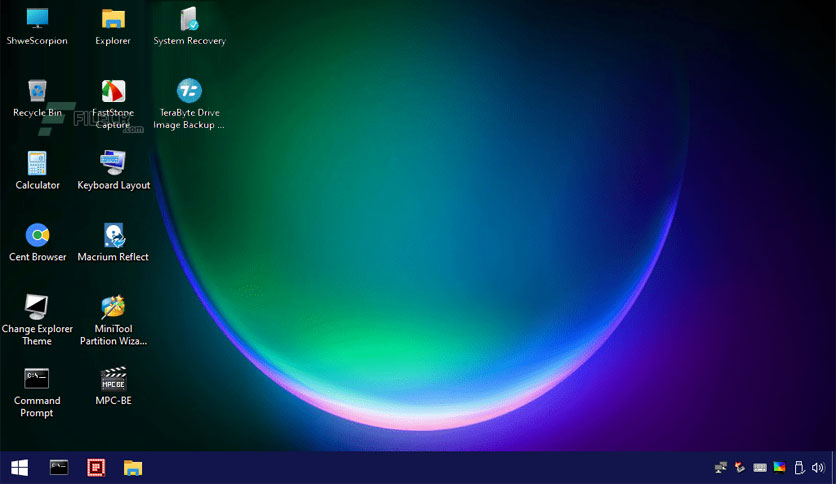 ShweScorpion
Explorer
System Recovery
Recycle Bin
FastStone
Capture
TeraByte Drive
Image Backup ...
Calculator
Keyboard Layout
Cent Browser
Macrium Reflect
Change Explorer
Theme
MiniTool
Partition Wiza...
C:\_
MPC-BE
Command
Prompt
MPC-BE